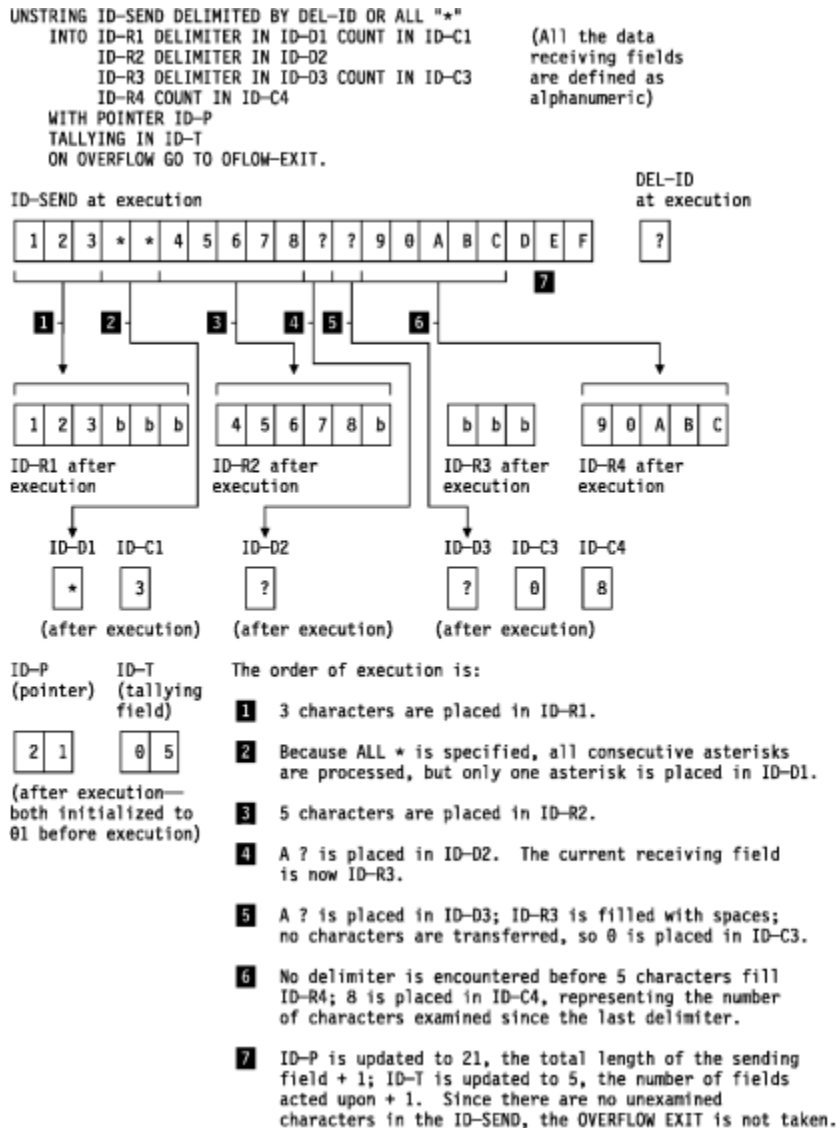 UNSTRING ID-SEND DELIMITED BY DEL-ID OR ALL "*"
INTO ID-R1 DELIMITER IN ID-D1 COUNT IN ID-C1 (All the data
ID-R2 DELIMITER IN ID-D2 receiving fields
ID-R3 DELIMITER IN ID-D3 COUNT IN ID-C3 are defined as
ID-R4 COUNT IN ID-C4 alphanumeric)
WITH POINTER ID-P
TALLYING IN ID-T
ON OVERFLOW GO TO OFLOW-EXIT.
DEL-ID
ID-SEND at execution at execution
1 2 3 * * 4 5 6 7 8 ? ? 9 0 A B C D E F ?
7
1 2 3 4 5 6
1 2 3 b b b 4 5 6 7 8 b b b b 9 0 A B C
ID-R1 after ID-R2 after ID-R3 after ID-R4 after
execution execution execution execution
ID-D1 ID-C1 ID-D2 ID-D3 ID-C3 ID-C4
* 3 ? ? 0 8
(after execution) (after execution) (after execution)
ID-P ID-T The order of execution is:
(pointer) (tallying
field)
2 1 0 5
(after execution—
both initialized to
01 before execution)
1 3 characters are placed in ID-R1.
2 Because ALL * is specified, all consecutive asterisks
are processed, but only one asterisk is placed in ID-D1.
3 5 characters are placed in ID-R2.
4 A ? is placed in ID-D2. The current receiving field
is now ID-R3.
5 A ? is placed in ID-D3; ID-R3 is filled with spaces;
no characters are transferred, so 0 is placed in ID-C3.
6 No delimiter is encountered before 5 characters fill
ID-R4; 8 is placed in ID-C4, representing the number
of characters examined since the last delimiter.
7 ID-P is updated to 21, the total length of the sending
field + 1; ID-T is updated to 5, the number of fields
acted upon + 1. Since there are no unexamined
characters in the ID-SEND, the OVERFLOW EXIT is not taken.